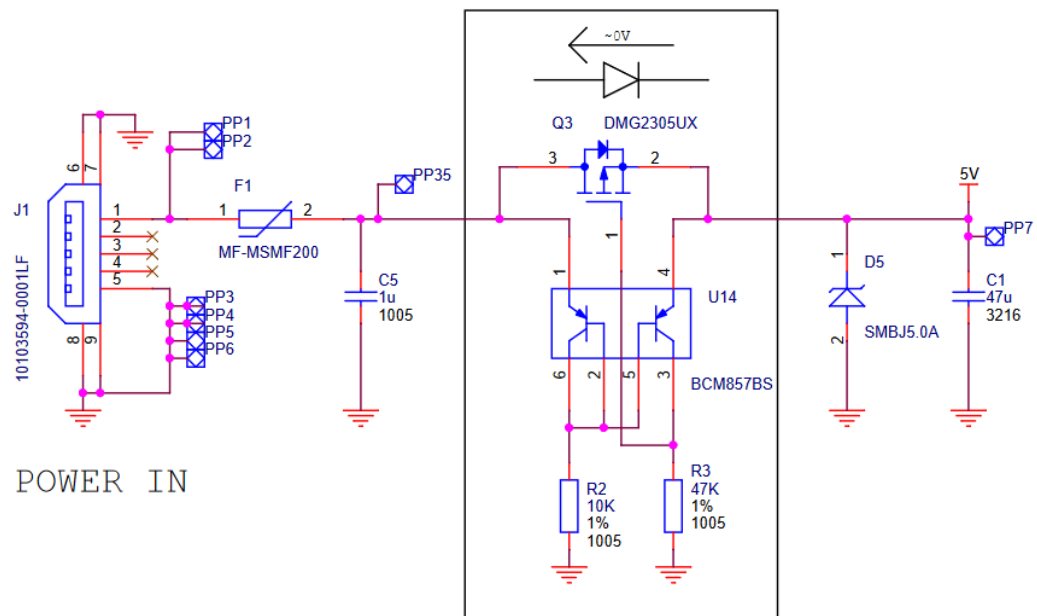 ~0V
Q3 DMG2305UX
3 2
1
PP1
PP2
6 7
J1
1
2
3
4
5
F1
1 2
MF-MSMF200
PP35
5V
PP7
PP3
PP4
PP5
PP6
8 9
10103594-0001LF
C5
1u
1005
1 4
U14
6 2 5 3
BCM857BS
1
D5
2
SMBJ5.0A
C1
47u
3216
R2
10K
1%
1005
R3
47K
1%
1005
POWER IN